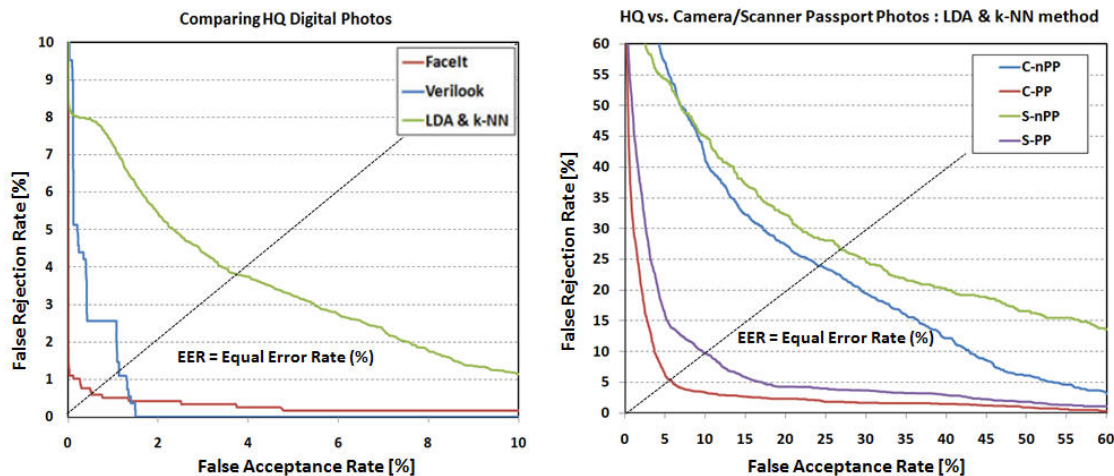 Comparing HQ Digital Photos
10
9
8
7
6
5
4
3
2
1
0
False Rejection Rate [%]
FaceIt
Verilook
LDA & k-NN
EER = Equal Error Rate (%)
0
2
4
6
8
10
False Acceptance Rate [%]
HQ vs. Camera/Scanner Passport Photos : LDA & k-NN method
60
55
50
45
40
35
30
25
20
15
10
5
0
False Rejection Rate [%]
C-nPP
C-PP
S-nPP
S-PP
EER = Equal Error Rate (%)
0
5
10
15
20
25
30
35
40
45
50
55
60
False Acceptance Rate [%]